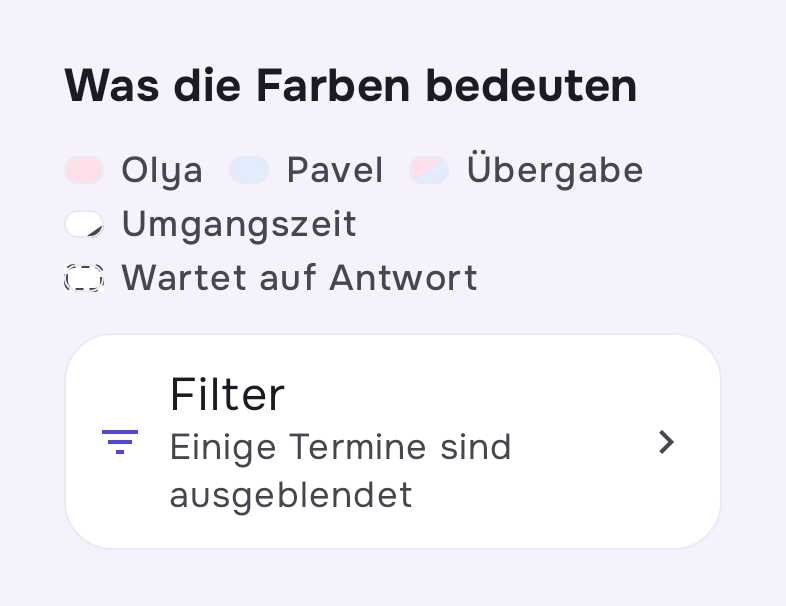 Was die Farben bedeuten
Olya Pavel Übergabe
Umgangszeit
Wartet auf Antwort
Filter
Einige Termine sind
ausgeblendet